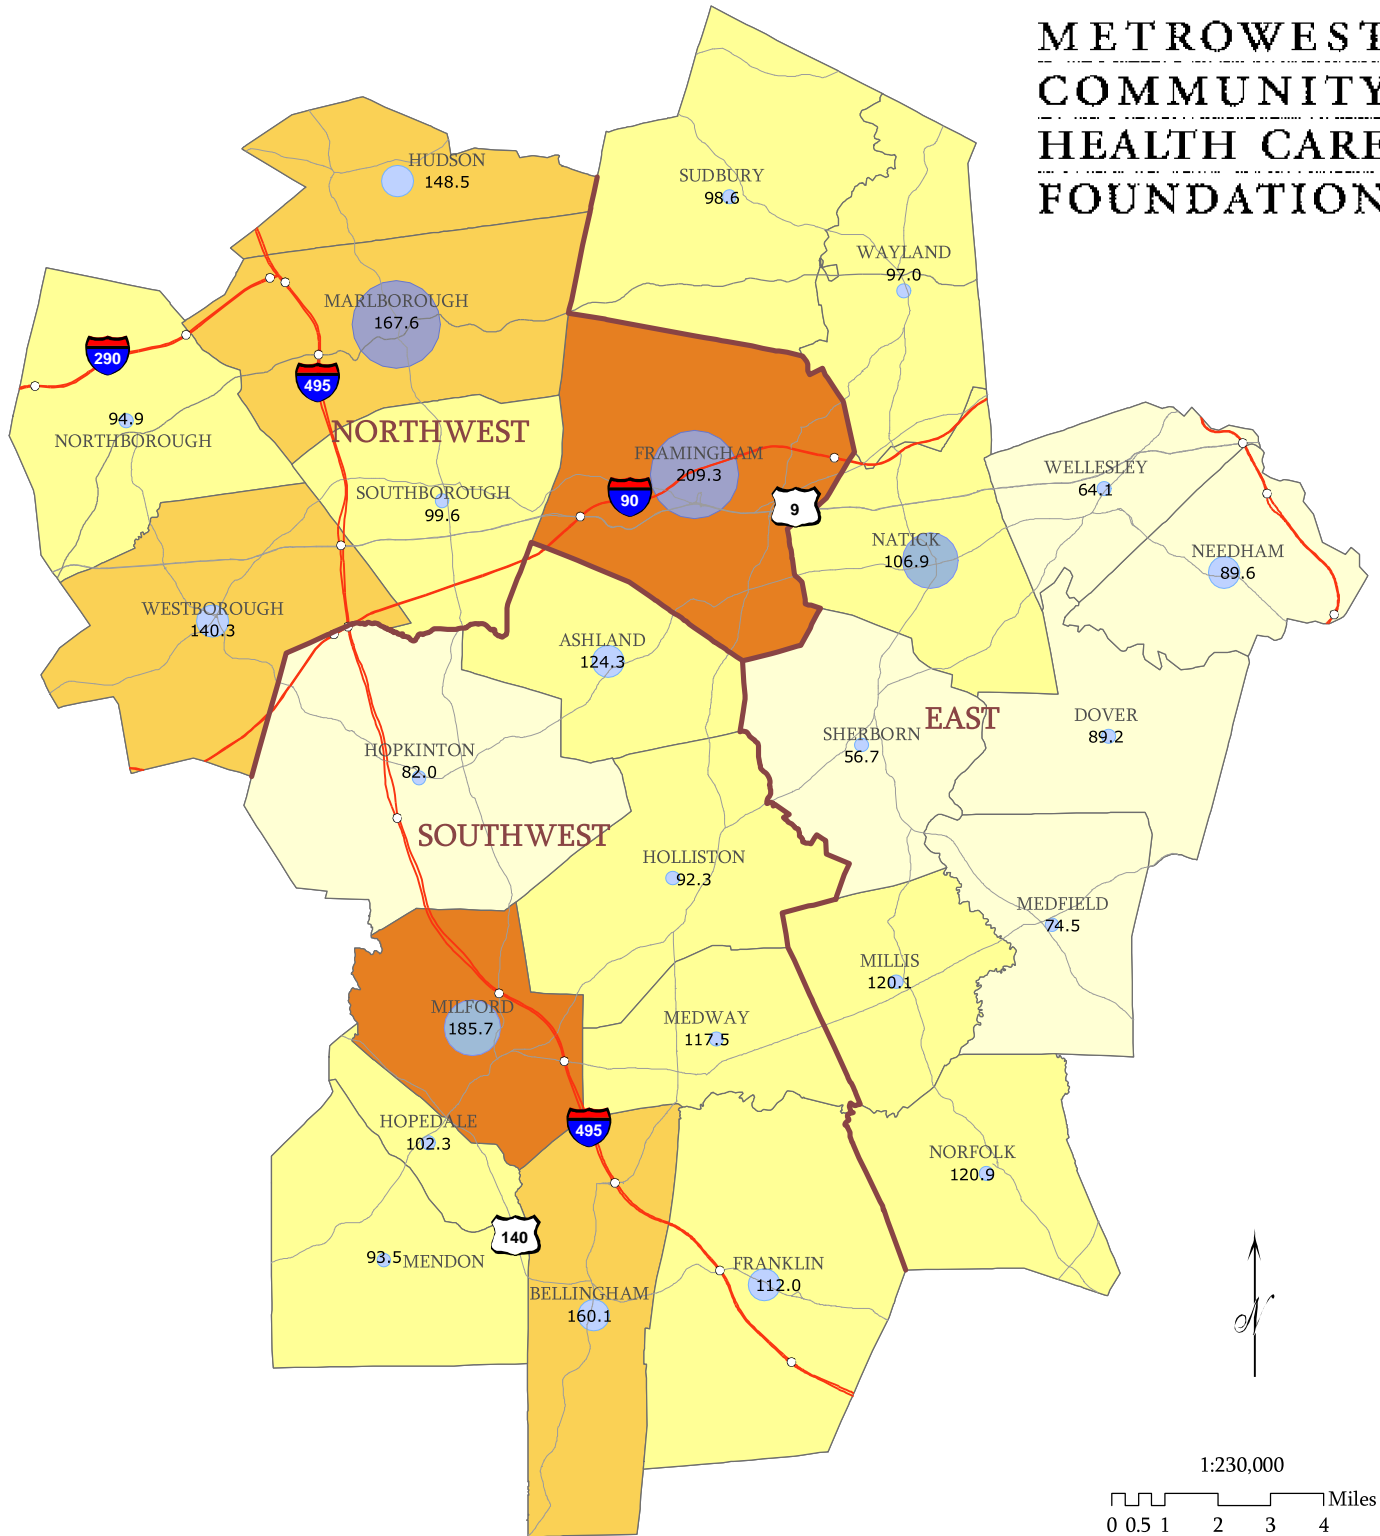 METROWEST
COMMUNITY
HEALTH CARE
FOUNDATION
HUDSON
148.5
SUDBURY
98.6
WAYLAND
97.0
MARLBOROUGH
167.6
290
495
94.9
NORTHBOROUGH
NORTHWEST
FRAMINGHAM
209.3
90
9
WELLESLEY
64.1
SOUTHBOROUGH
99.6
NATICK
106.9
NEEDHAM
89.6
WESTBOROUGH
140.3
ASHLAND
124.3
EAST
DOVER
89.2
SHERBORN
56.7
HOPKINTON
82.0
SOUTHWEST
HOLLISTON
92.3
MEDFIELD
74.5
MILLIS
120.1
MILFORD
185.7
MEDWAY
117.5
HOPEDALE
102.3
495
NORFOLK
120.9
140
93.5 MENDON
FRANKLIN
112.0
BELLINGHAM
160.1
N
1:230,000
Miles
0 0.5 1 2 3 4